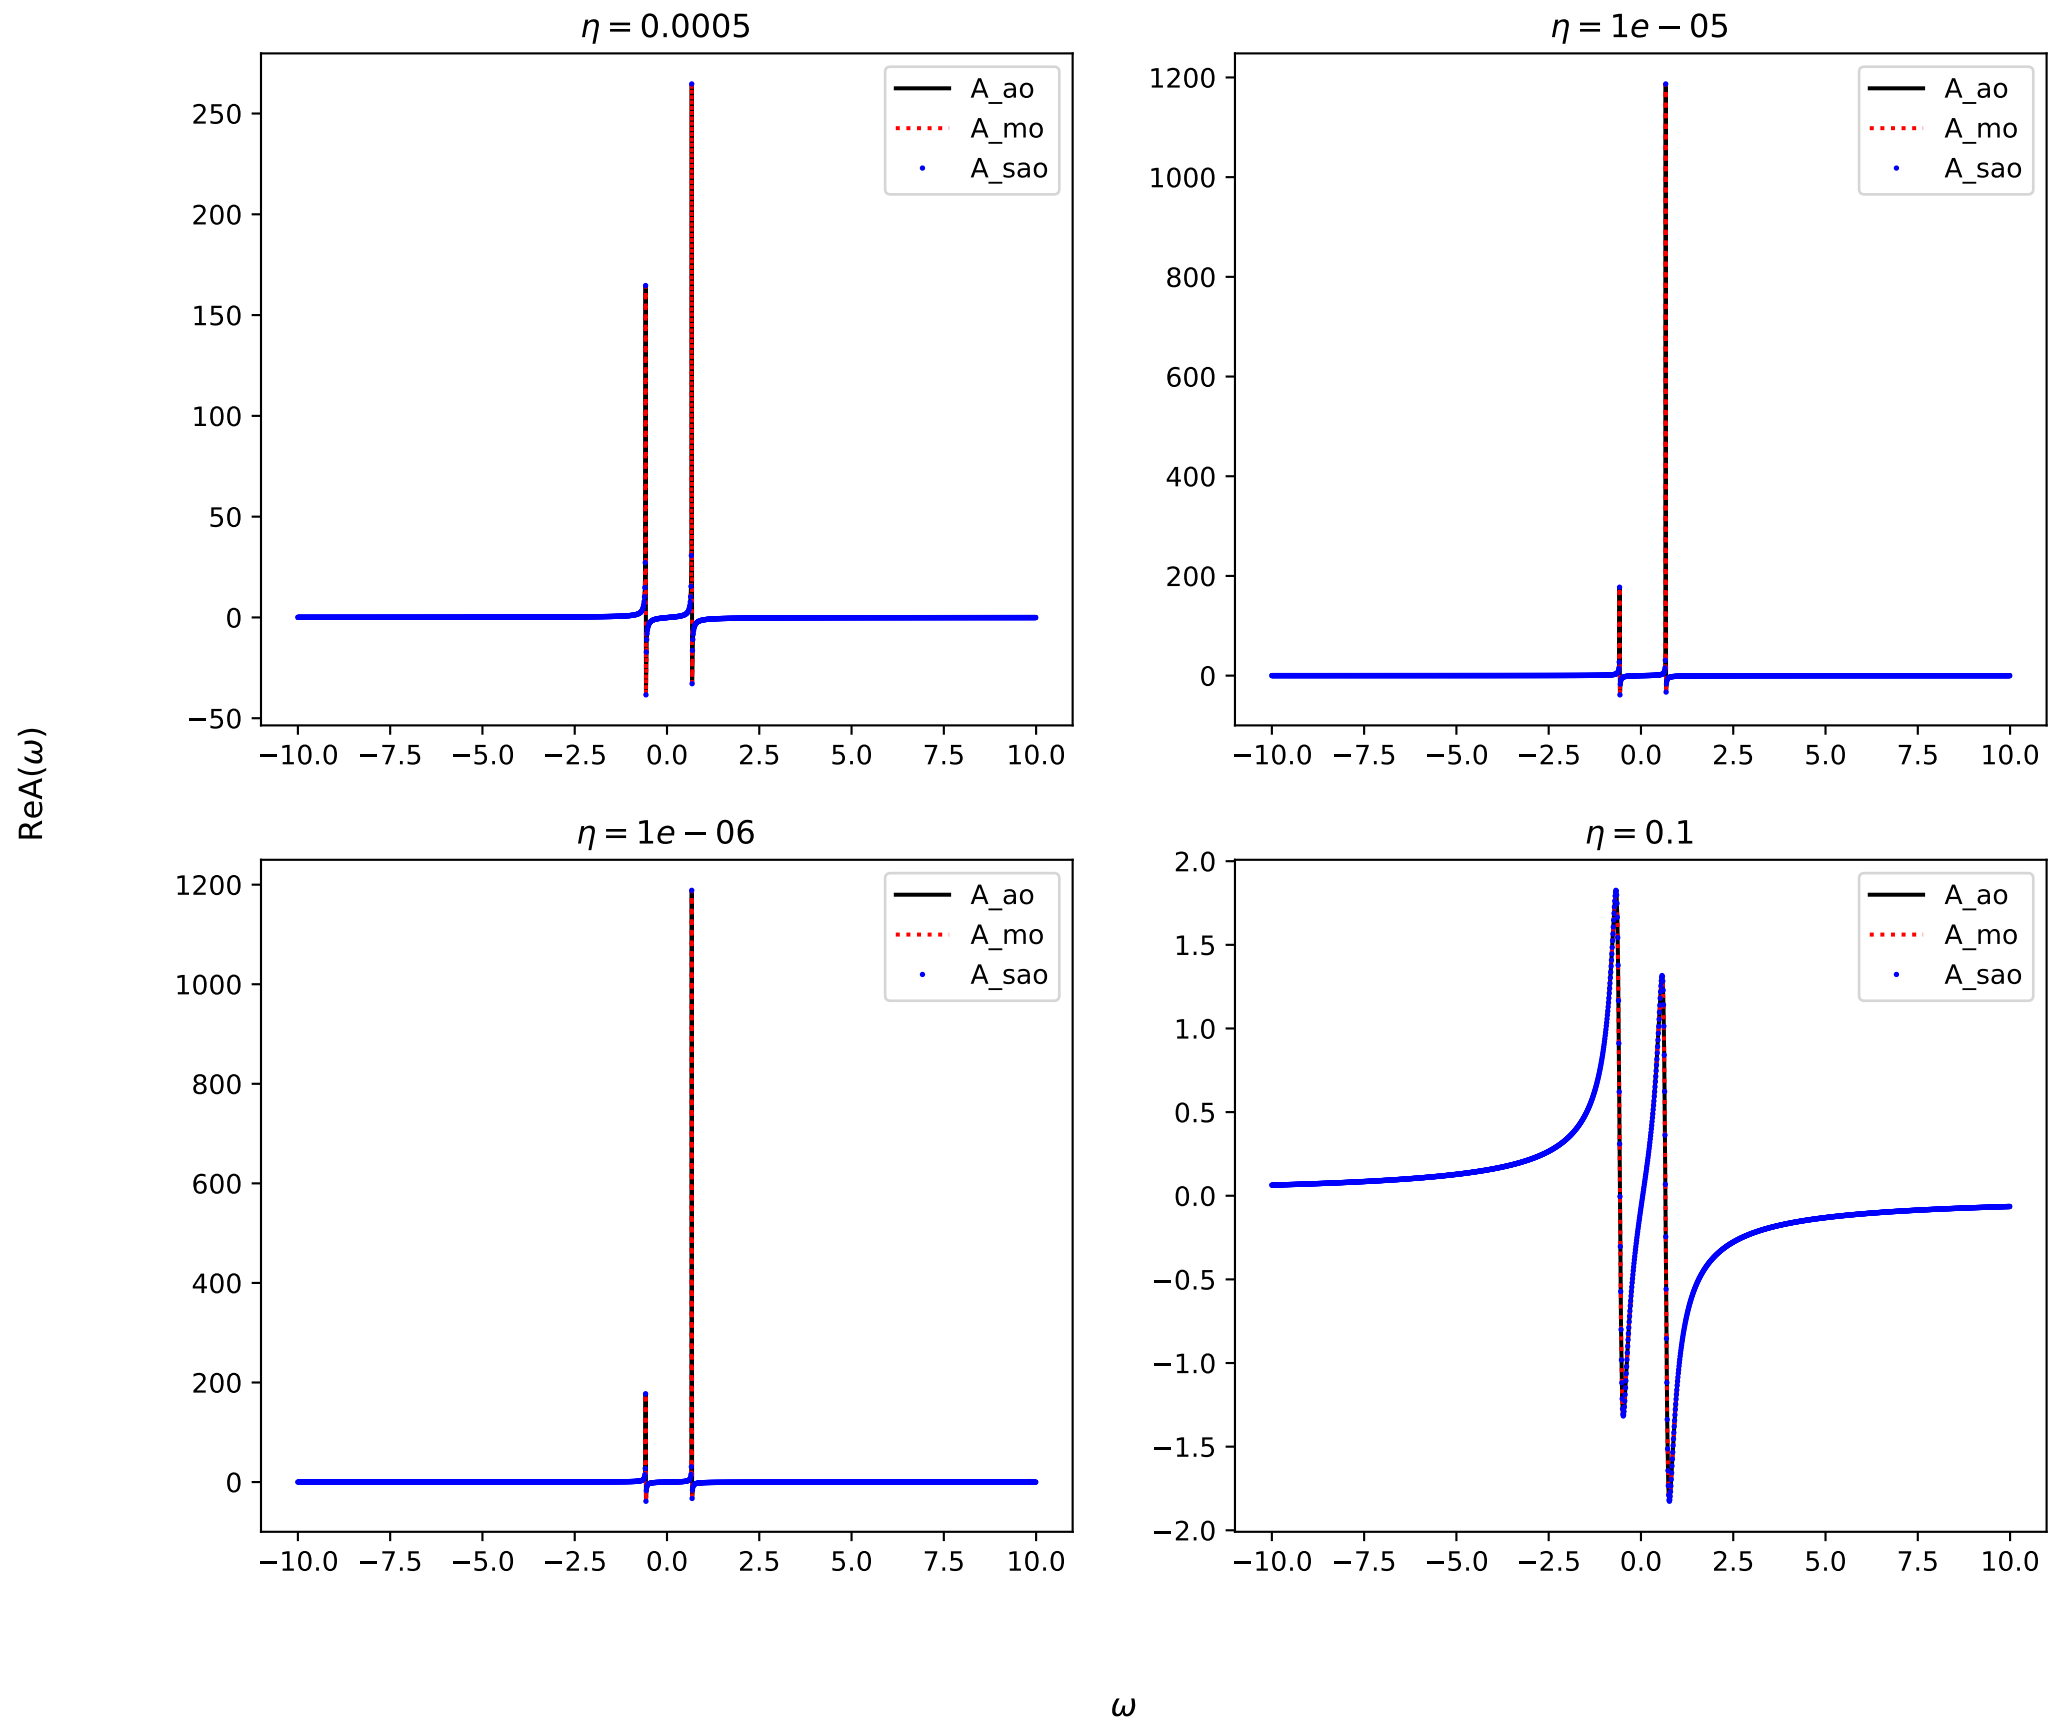 η = 0.0005
250
200
150
100
50
0
−50
−10.0 −7.5 −5.0 −2.5 0.0 2.5 5.0 7.5 10.0
A_ao
A_mo
A_sao
η = 1e − 05
1200
1000
800
600
400
200
0
−10.0 −7.5 −5.0 −2.5 0.0 2.5 5.0 7.5 10.0
A_ao
A_mo
A_sao
ReA(ω)
η = 1e − 06
1200
1000
800
600
400
200
0
−10.0 −7.5 −5.0 −2.5 0.0 2.5 5.0 7.5 10.0
A_ao
A_mo
A_sao
η = 0.1
2.0
1.5
1.0
0.5
0.0
−0.5
−1.0
−1.5
−2.0
−10.0 −7.5 −5.0 −2.5 0.0 2.5 5.0 7.5 10.0
A_ao
A_mo
A_sao
ω